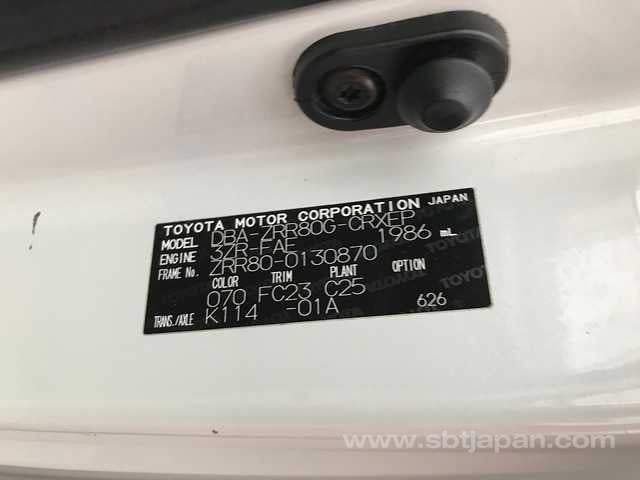 TOYOTA MOTOR CORPORATION JAPAN
MODEL DBA-ZRR80G-CRXEP
ENGINE 3ZR-FAE 1986 mL
FRAME No. ZRR80-0130870
COLOR TRIM PLANT OPTION
070 FC23 C25
TRANS./AXLE K114 -01A 626
www.sbtjapan.com